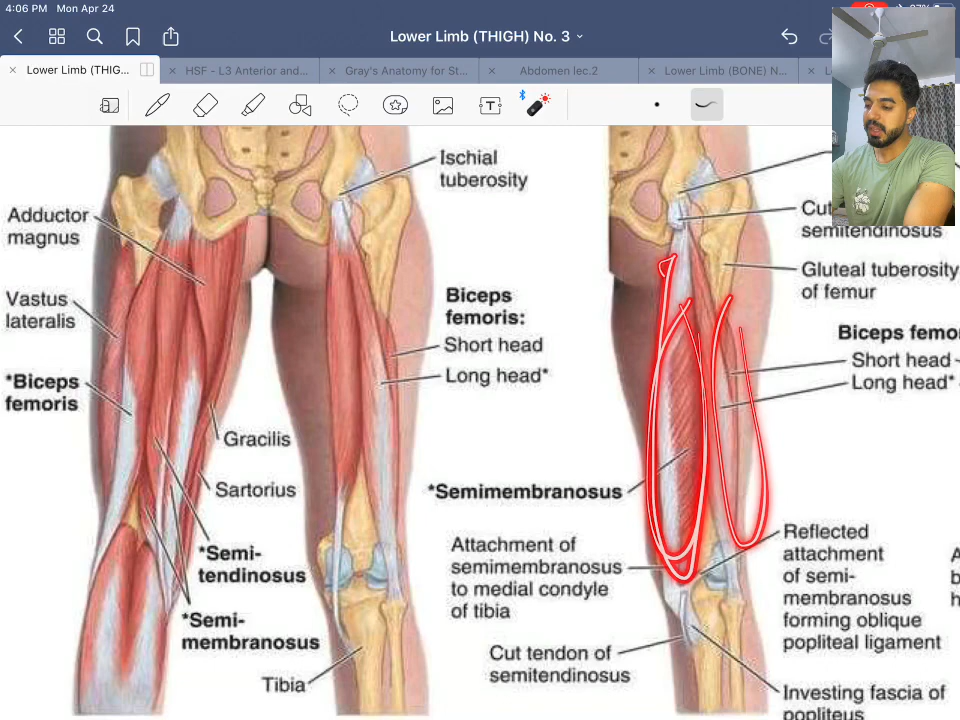 4:06 PM Mon Apr 24
Lower Limb (THIGH) No. 3
Lower Limb (THIG...
HSF - L3 Anterior and...
Gray's Anatomy for St...
Abdomen lec.2
Lower Limb (BONE) N...
T
Ischial
tuberosity
Adductor
magnus
Vastus
lateralis
*Biceps
femoris
Biceps
femoris:
Short head
Long head*
Gracilis
Sartorius
*Semi-
tendinosus
*Semi-
membranosus
Tibia
*Semimembranosus
Attachment of
semimembranosus
to medial condyle
of tibia
Cut tendon of
semitendinosus
Cut
semitendinosus
Gluteal tuberosity
of femur
Biceps femo
Short head
Long head*
Reflected
attachment
of semi-
membranosus
forming oblique
popliteal ligament
Investing fascia of
popliteus